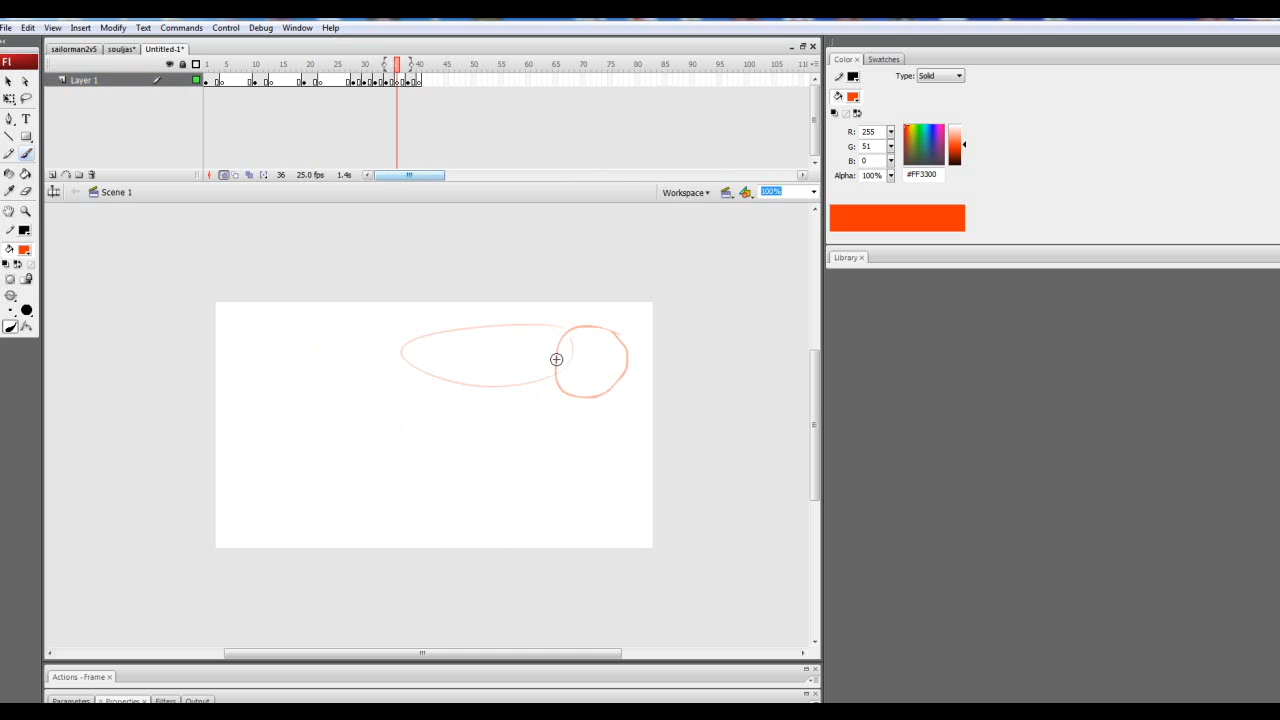 File Edit View Insert Modify Text Commands Control Debug Window Help
sailorman2v5 souljas* Untitled-1*
Fl
1 5 10 15 20 25 30 35 40 45 50 55 60 65 70 75 80 85 90 95 100
Layer 1
36 25.0 fps 1.4s
Scene 1 Workspace 100%
Color Swatches
Type: Solid
R: 255
G: 51
B: 0
Alpha: 100% #FF3300
Library
Actions - Frame
Parameters Properties Filters Output